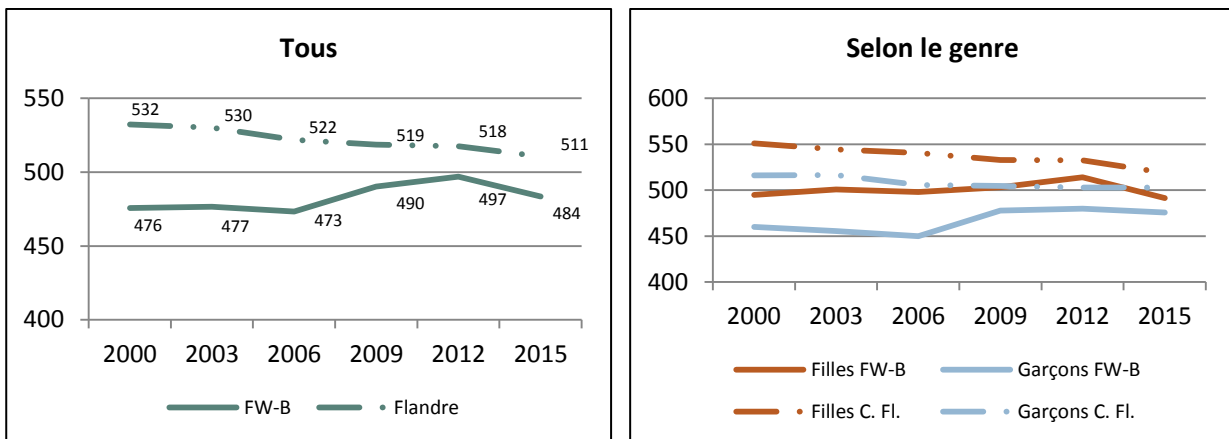 Tous
550
500
450
400
532 530 522 519 518 511
476 477 473 490 497 484
2000 2003 2006 2009 2012 2015
FW-B Flandre
Selon le genre
600
550
500
450
400
2000 2003 2006 2009 2012 2015
Filles FW-B Garçons FW-B
Filles C. Fl. Garçons C. Fl.